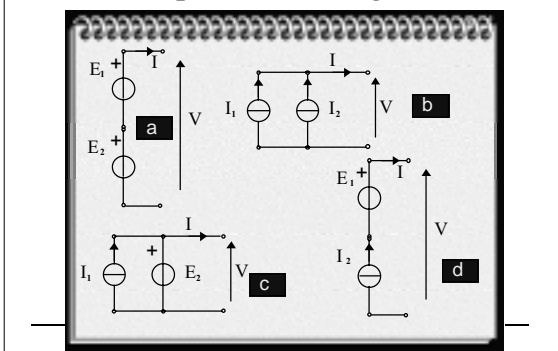 E₁
+
I
E₂
+
V
a
I
I₁
I₂
V
b
I
I₁
+
E₂
V
c
E₁
+
I
I₂
V
d